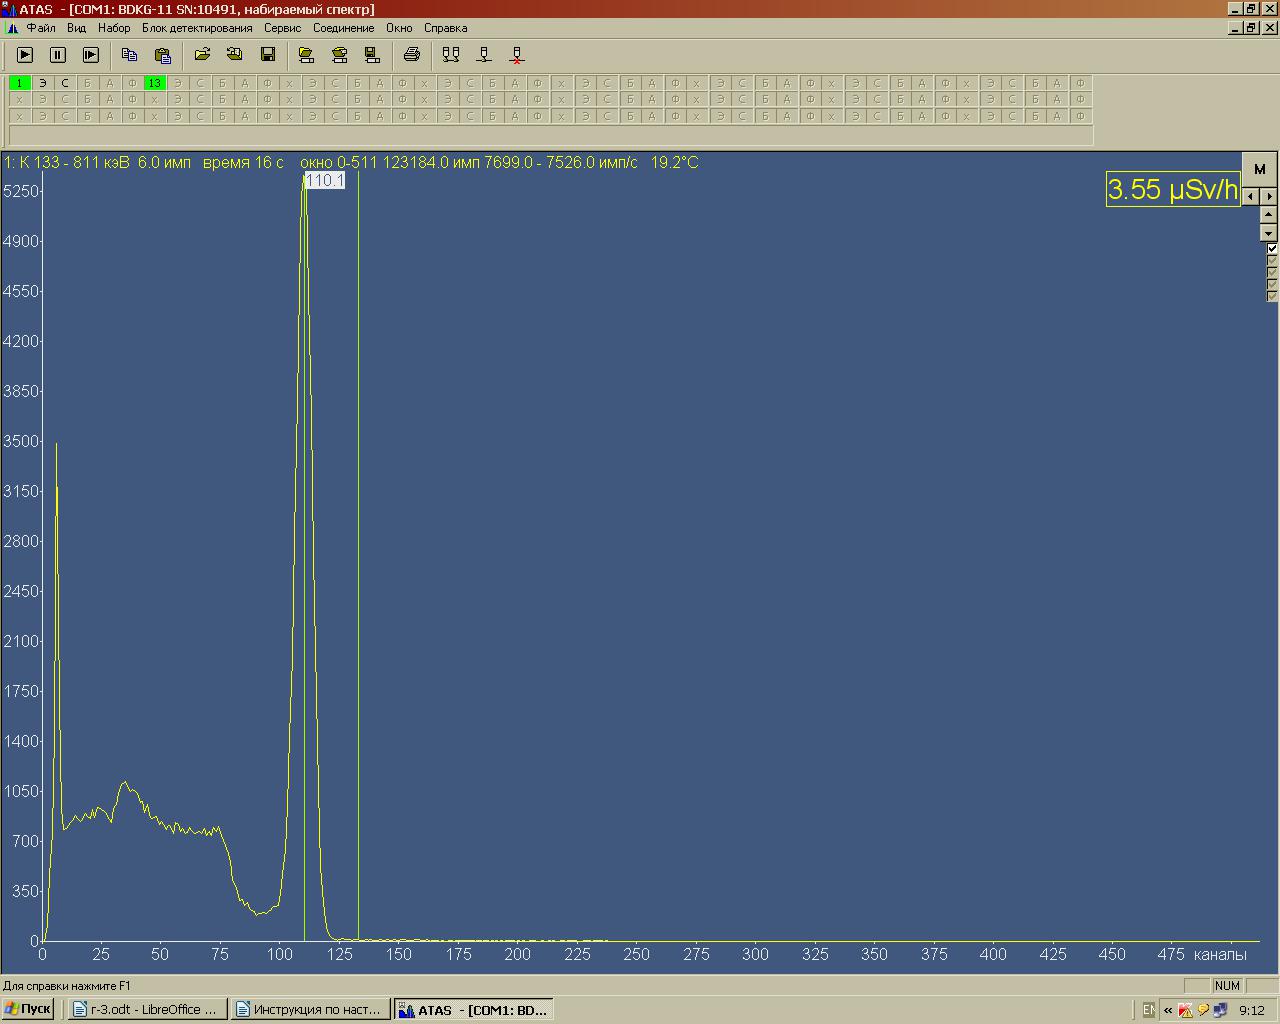 ATAS - [COM1: BDKG-11 SN:10491, набираемый спектр]
Файл Вид Набор Блок детектирования Сервис Соединение Окно Справка
1 Э С Б А Ф 13 Э С Б А Ф х Э С Б А Ф х Э С Б А Ф х Э С Б А Ф х Э С Б А Ф х Э С Б А Ф х Э С Б А Ф
х Э С Б А Ф х Э С Б А Ф х Э С Б А Ф х Э С Б А Ф х Э С Б А Ф х Э С Б А Ф х Э С Б А Ф х Э С Б А Ф
х Э С Б А Ф х Э С Б А Ф х Э С Б А Ф х Э С Б А Ф х Э С Б А Ф х Э С Б А Ф х Э С Б А Ф х Э С Б А Ф
1: К 133 - 811 кэВ 6.0 имп время 16 с окно 0-511 123184.0 имп 7699.0 - 7526.0 имп/с 19.2°C
M
110.1
3.55 µSv/h
5250
4900
4550
4200
3850
3500
3150
2800
2450
2100
1750
1400
1050
700
350
0
0 25 50 75 100 125 150 175 200 225 250 275 300 325 350 375 400 425 450 475 каналы
Для справки нажмите F1
NUM
Пуск
r-3.odt - LibreOffice ...
Инструкция по наст...
ATAS - [COM1: BD...
EN
«
9:12